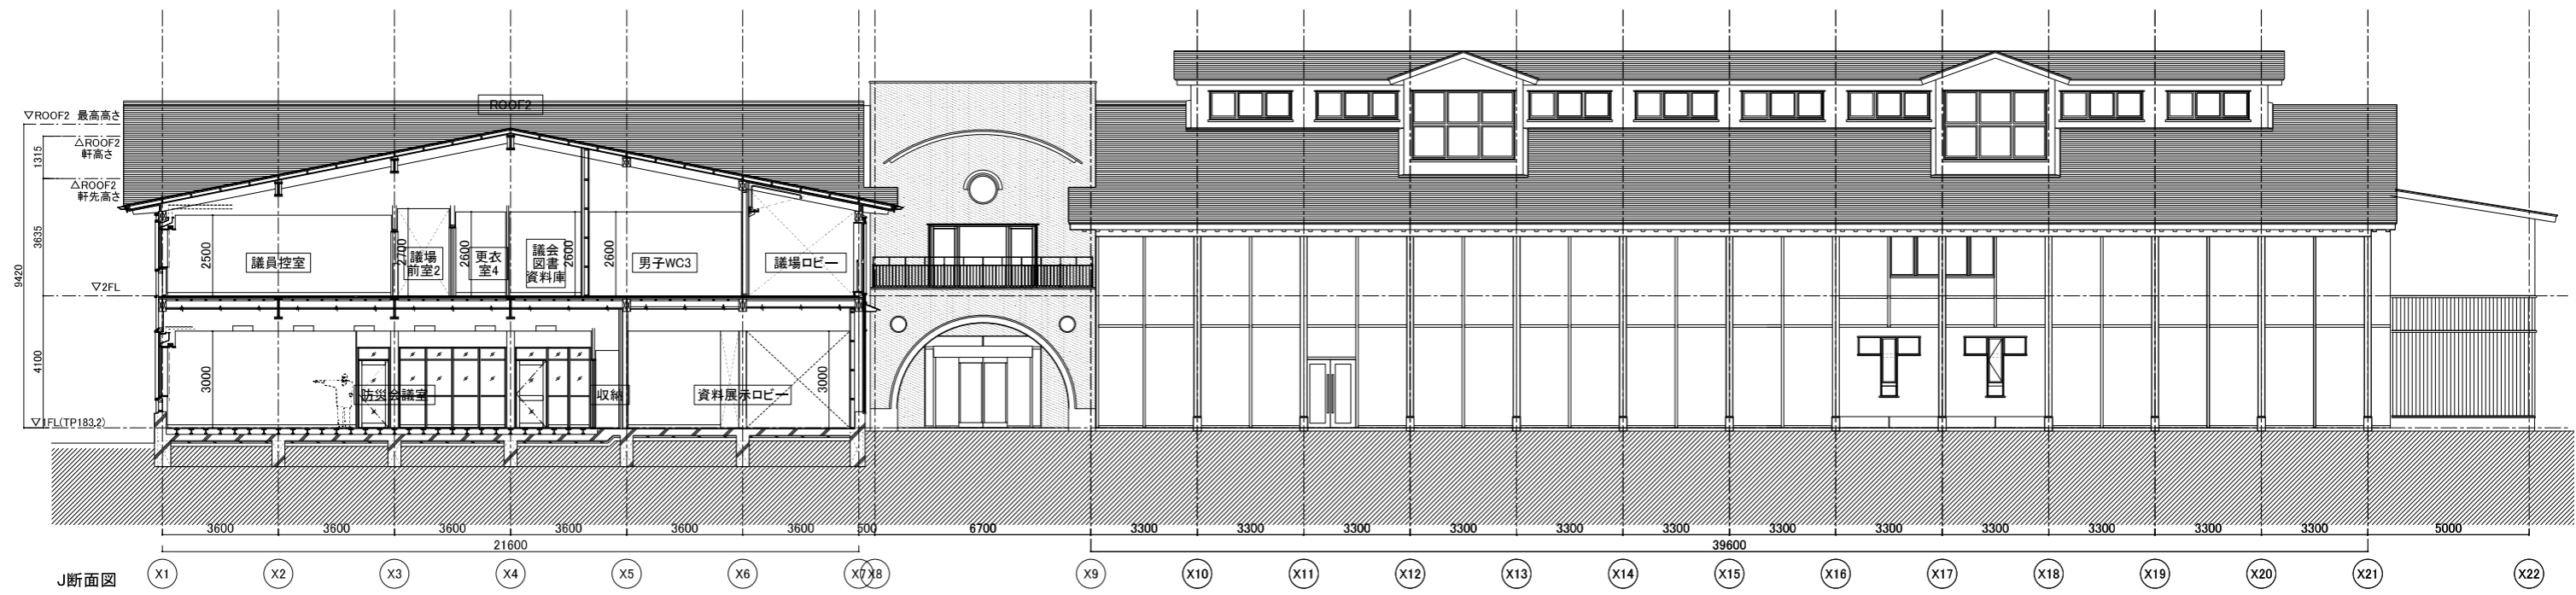 ROOF2
▽ROOF2 最高高さ
△ROOF2
軒高さ
△ROOF2
軒先高さ
1315
3635
9420
4100
▽2FL
▽1FL(TP183.2)
2500
議員控室
2700
議場
前室2
2600
更衣
室4
議会
図書
資料庫
2600
2600
男子WC3
議場ロビー
3000
防災会議室
収納
資料展示ロビー
3000
3600 3600 3600 3600 3600 3600 500 6700 3300 3300 3300 3300 3300 3300 3300 3300 3300 3300 3300 3300 5000
21600 39600
J断面図 X1 X2 X3 X4 X5 X6 X7 X8 X9 X10 X11 X12 X13 X14 X15 X16 X17 X18 X19 X20 X21 X22